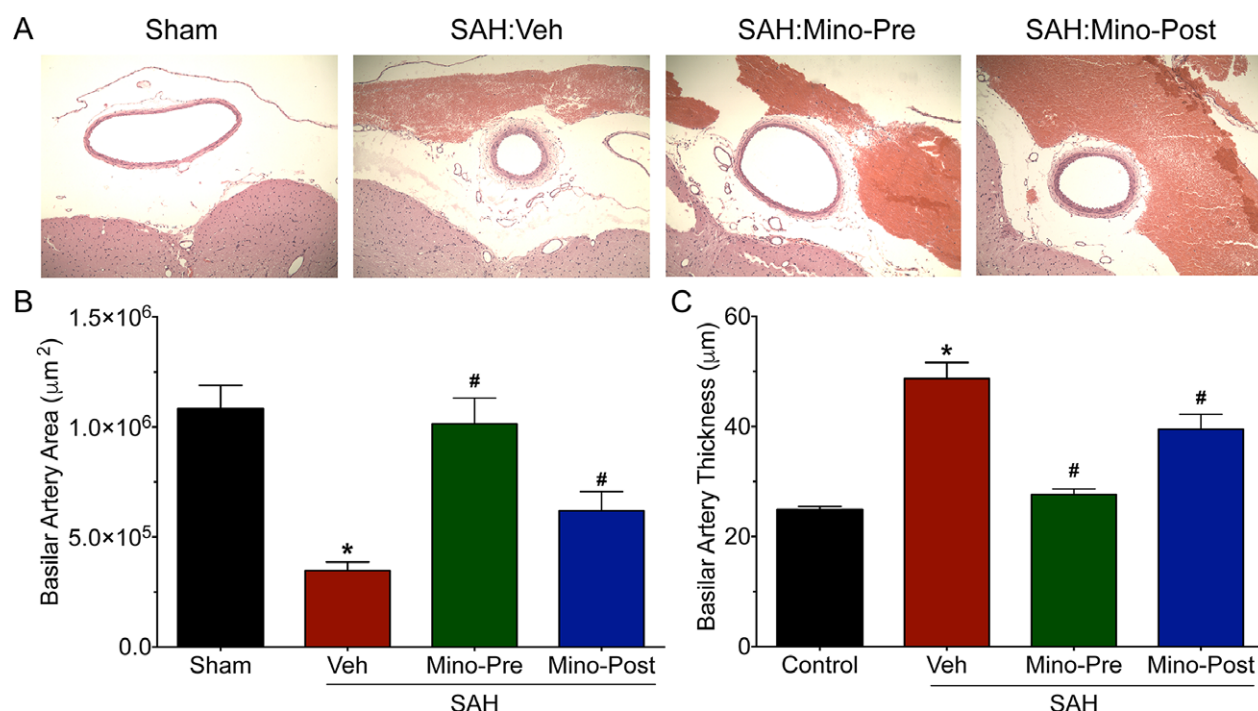 A
Sham
SAH:Veh
SAH:Mino-Pre
SAH:Mino-Post
B
Basilar Artery Area (μm²)
1.5×10⁶
1.0×10⁶
5.0×10⁵
0.0
*
#
#
Sham
Veh
Mino-Pre
Mino-Post
SAH
C
Basilar Artery Thickness (μm)
60
40
20
0
*
#
#
Control
Veh
Mino-Pre
Mino-Post
SAH